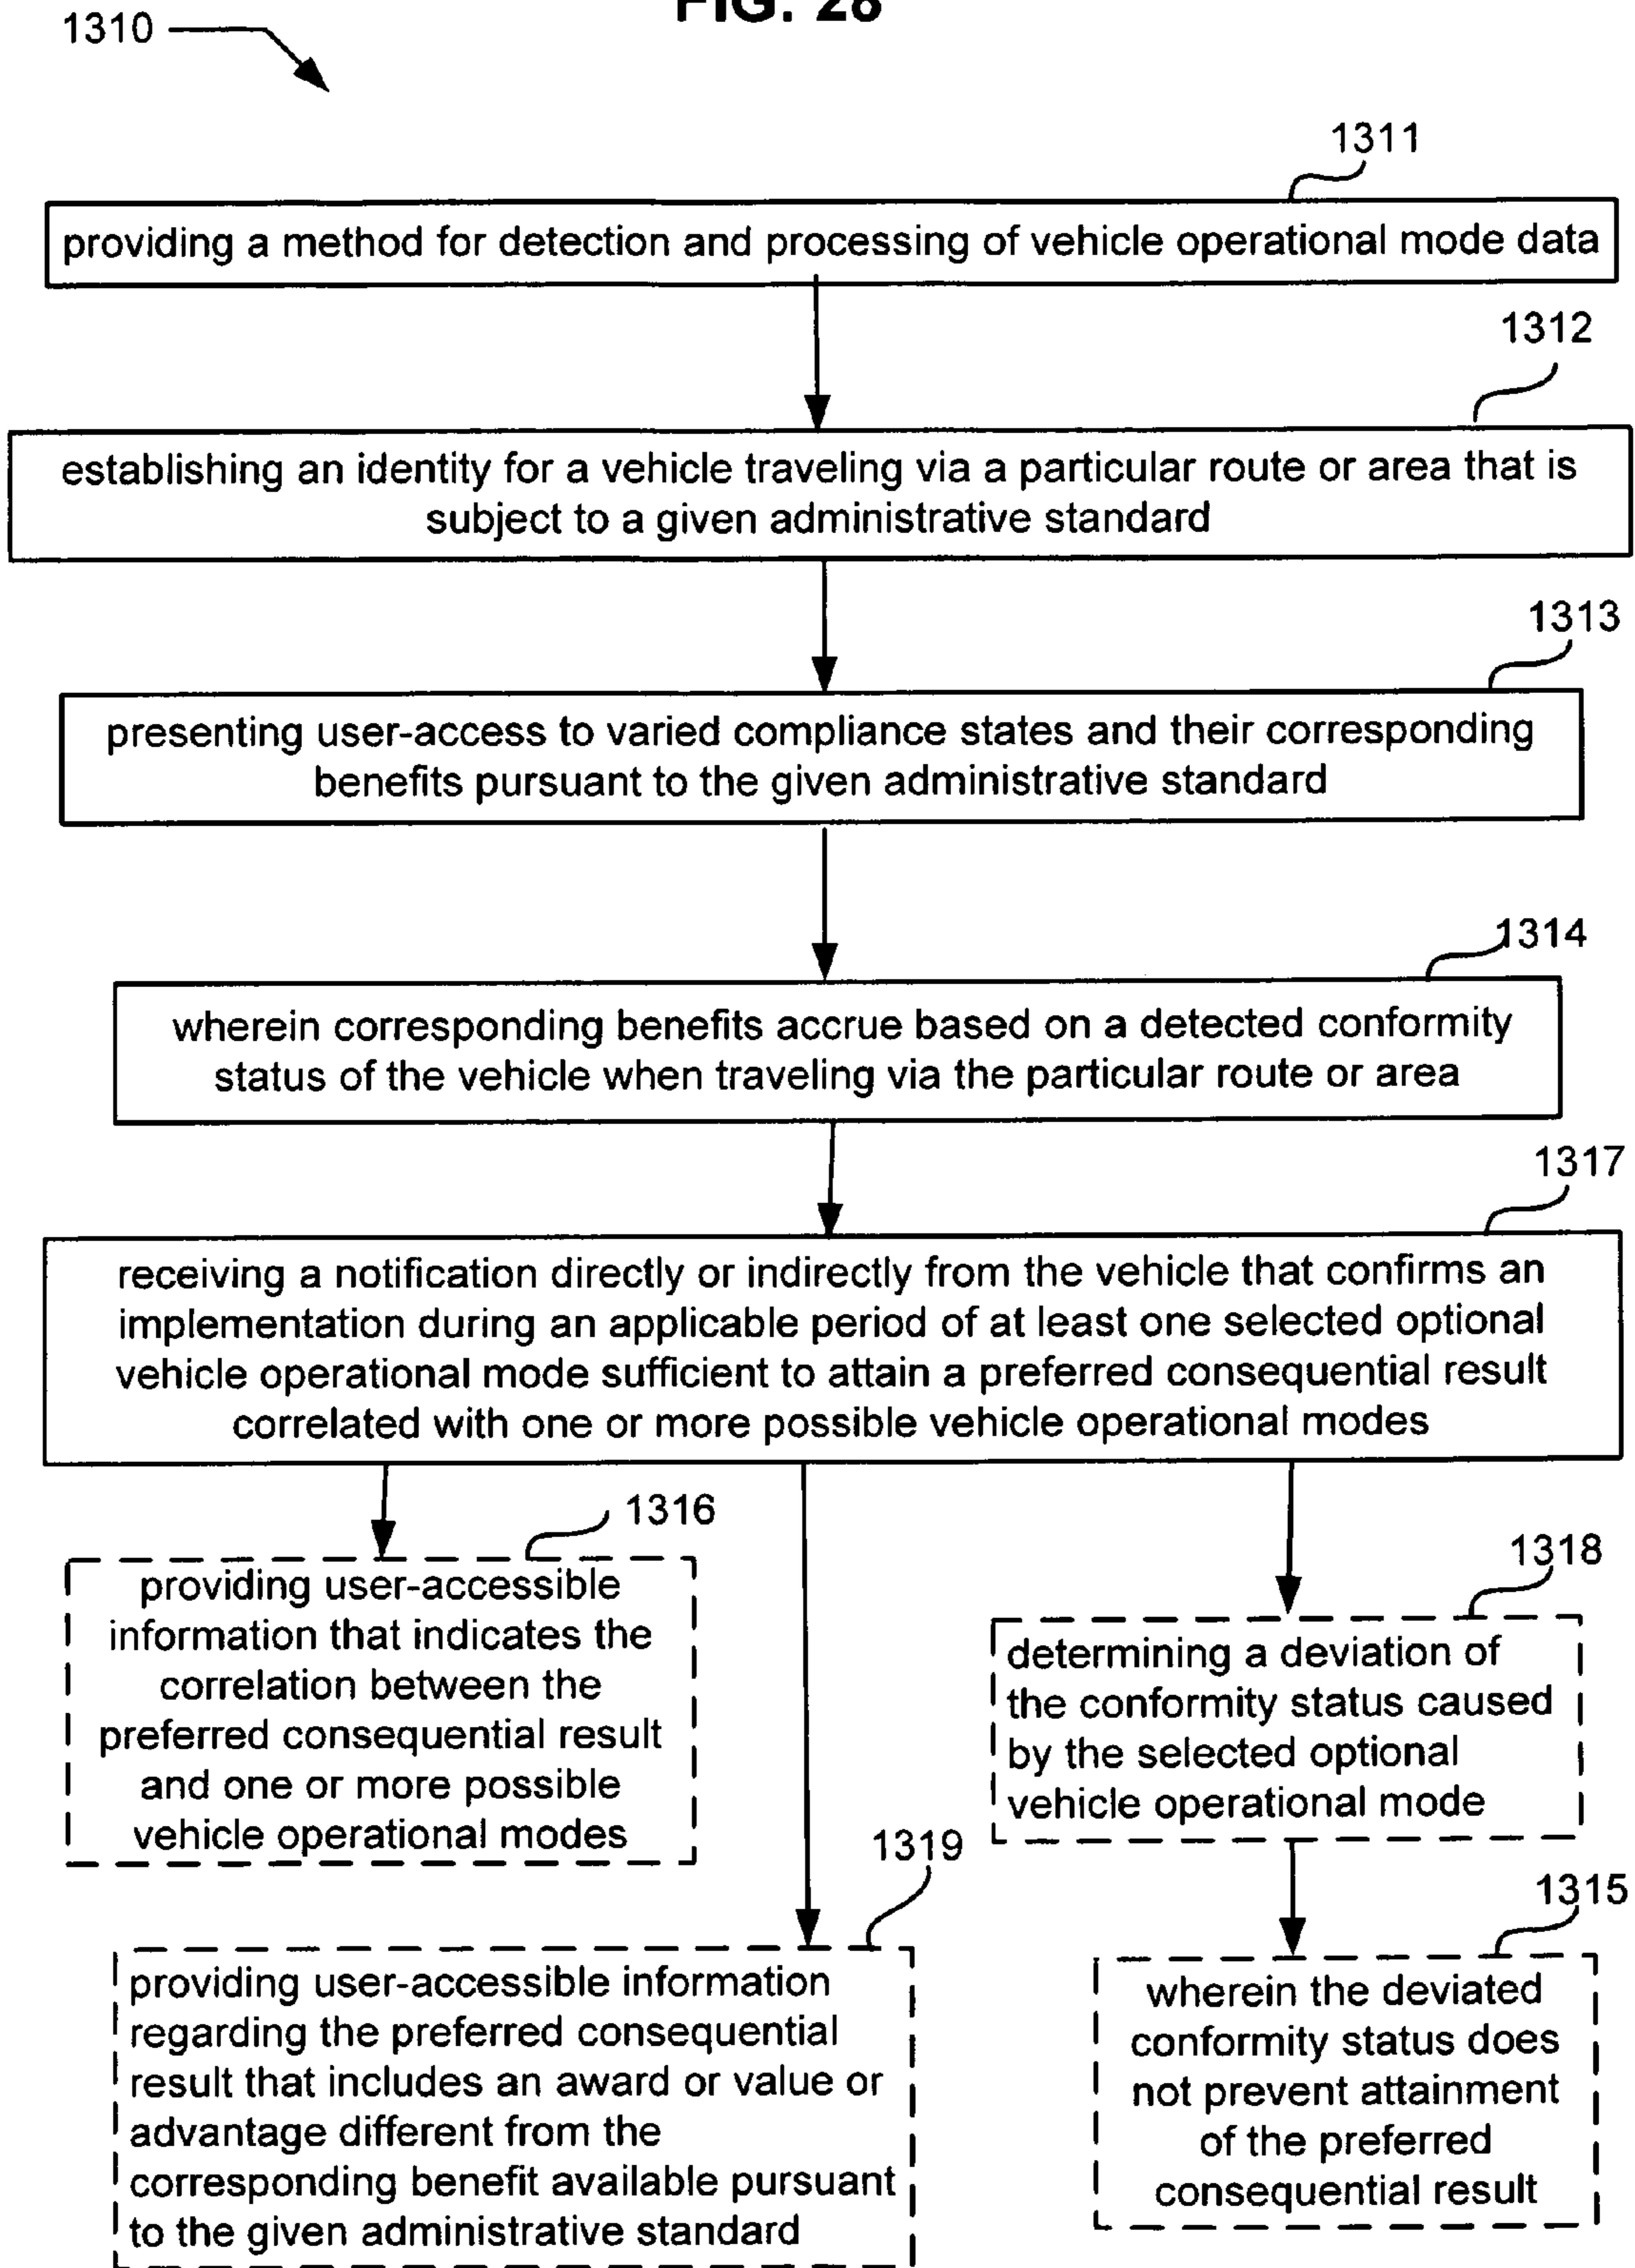 FIG. 28
1310
1311
providing a method for detection and processing of vehicle operational mode data
1312
establishing an identity for a vehicle traveling via a particular route or area that is
subject to a given administrative standard
1313
presenting user-access to varied compliance states and their corresponding
benefits pursuant to the given administrative standard
1314
wherein corresponding benefits accrue based on a detected conformity
status of the vehicle when traveling via the particular route or area
1317
receiving a notification directly or indirectly from the vehicle that confirms an
implementation during an applicable period of at least one selected optional
vehicle operational mode sufficient to attain a preferred consequential result
correlated with one or more possible vehicle operational modes
1316
providing user-accessible
information that indicates the
correlation between the
preferred consequential result
and one or more possible
vehicle operational modes
1318
determining a deviation of
the conformity status caused
by the selected optional
vehicle operational mode
1319
providing user-accessible information
regarding the preferred consequential
result that includes an award or value or
advantage different from the
corresponding benefit available pursuant
to the given administrative standard
1315
wherein the deviated
conformity status does
not prevent attainment
of the preferred
consequential result